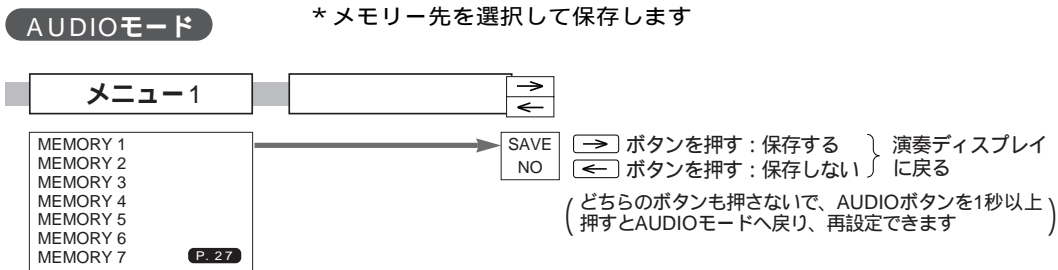 AUDIOモード
＊メモリー先を選択して保存します
メニュー1
→
←
MEMORY 1
MEMORY 2
MEMORY 3
MEMORY 4
MEMORY 5
MEMORY 6
MEMORY 7
P. 27
SAVE → ボタンを押す：保存する
NO ← ボタンを押す：保存しない
演奏ディスプレイ
に戻る
(どちらのボタンも押さないで、AUDIOボタンを1秒以上
押すとAUDIOモードへ戻り、再設定できます)